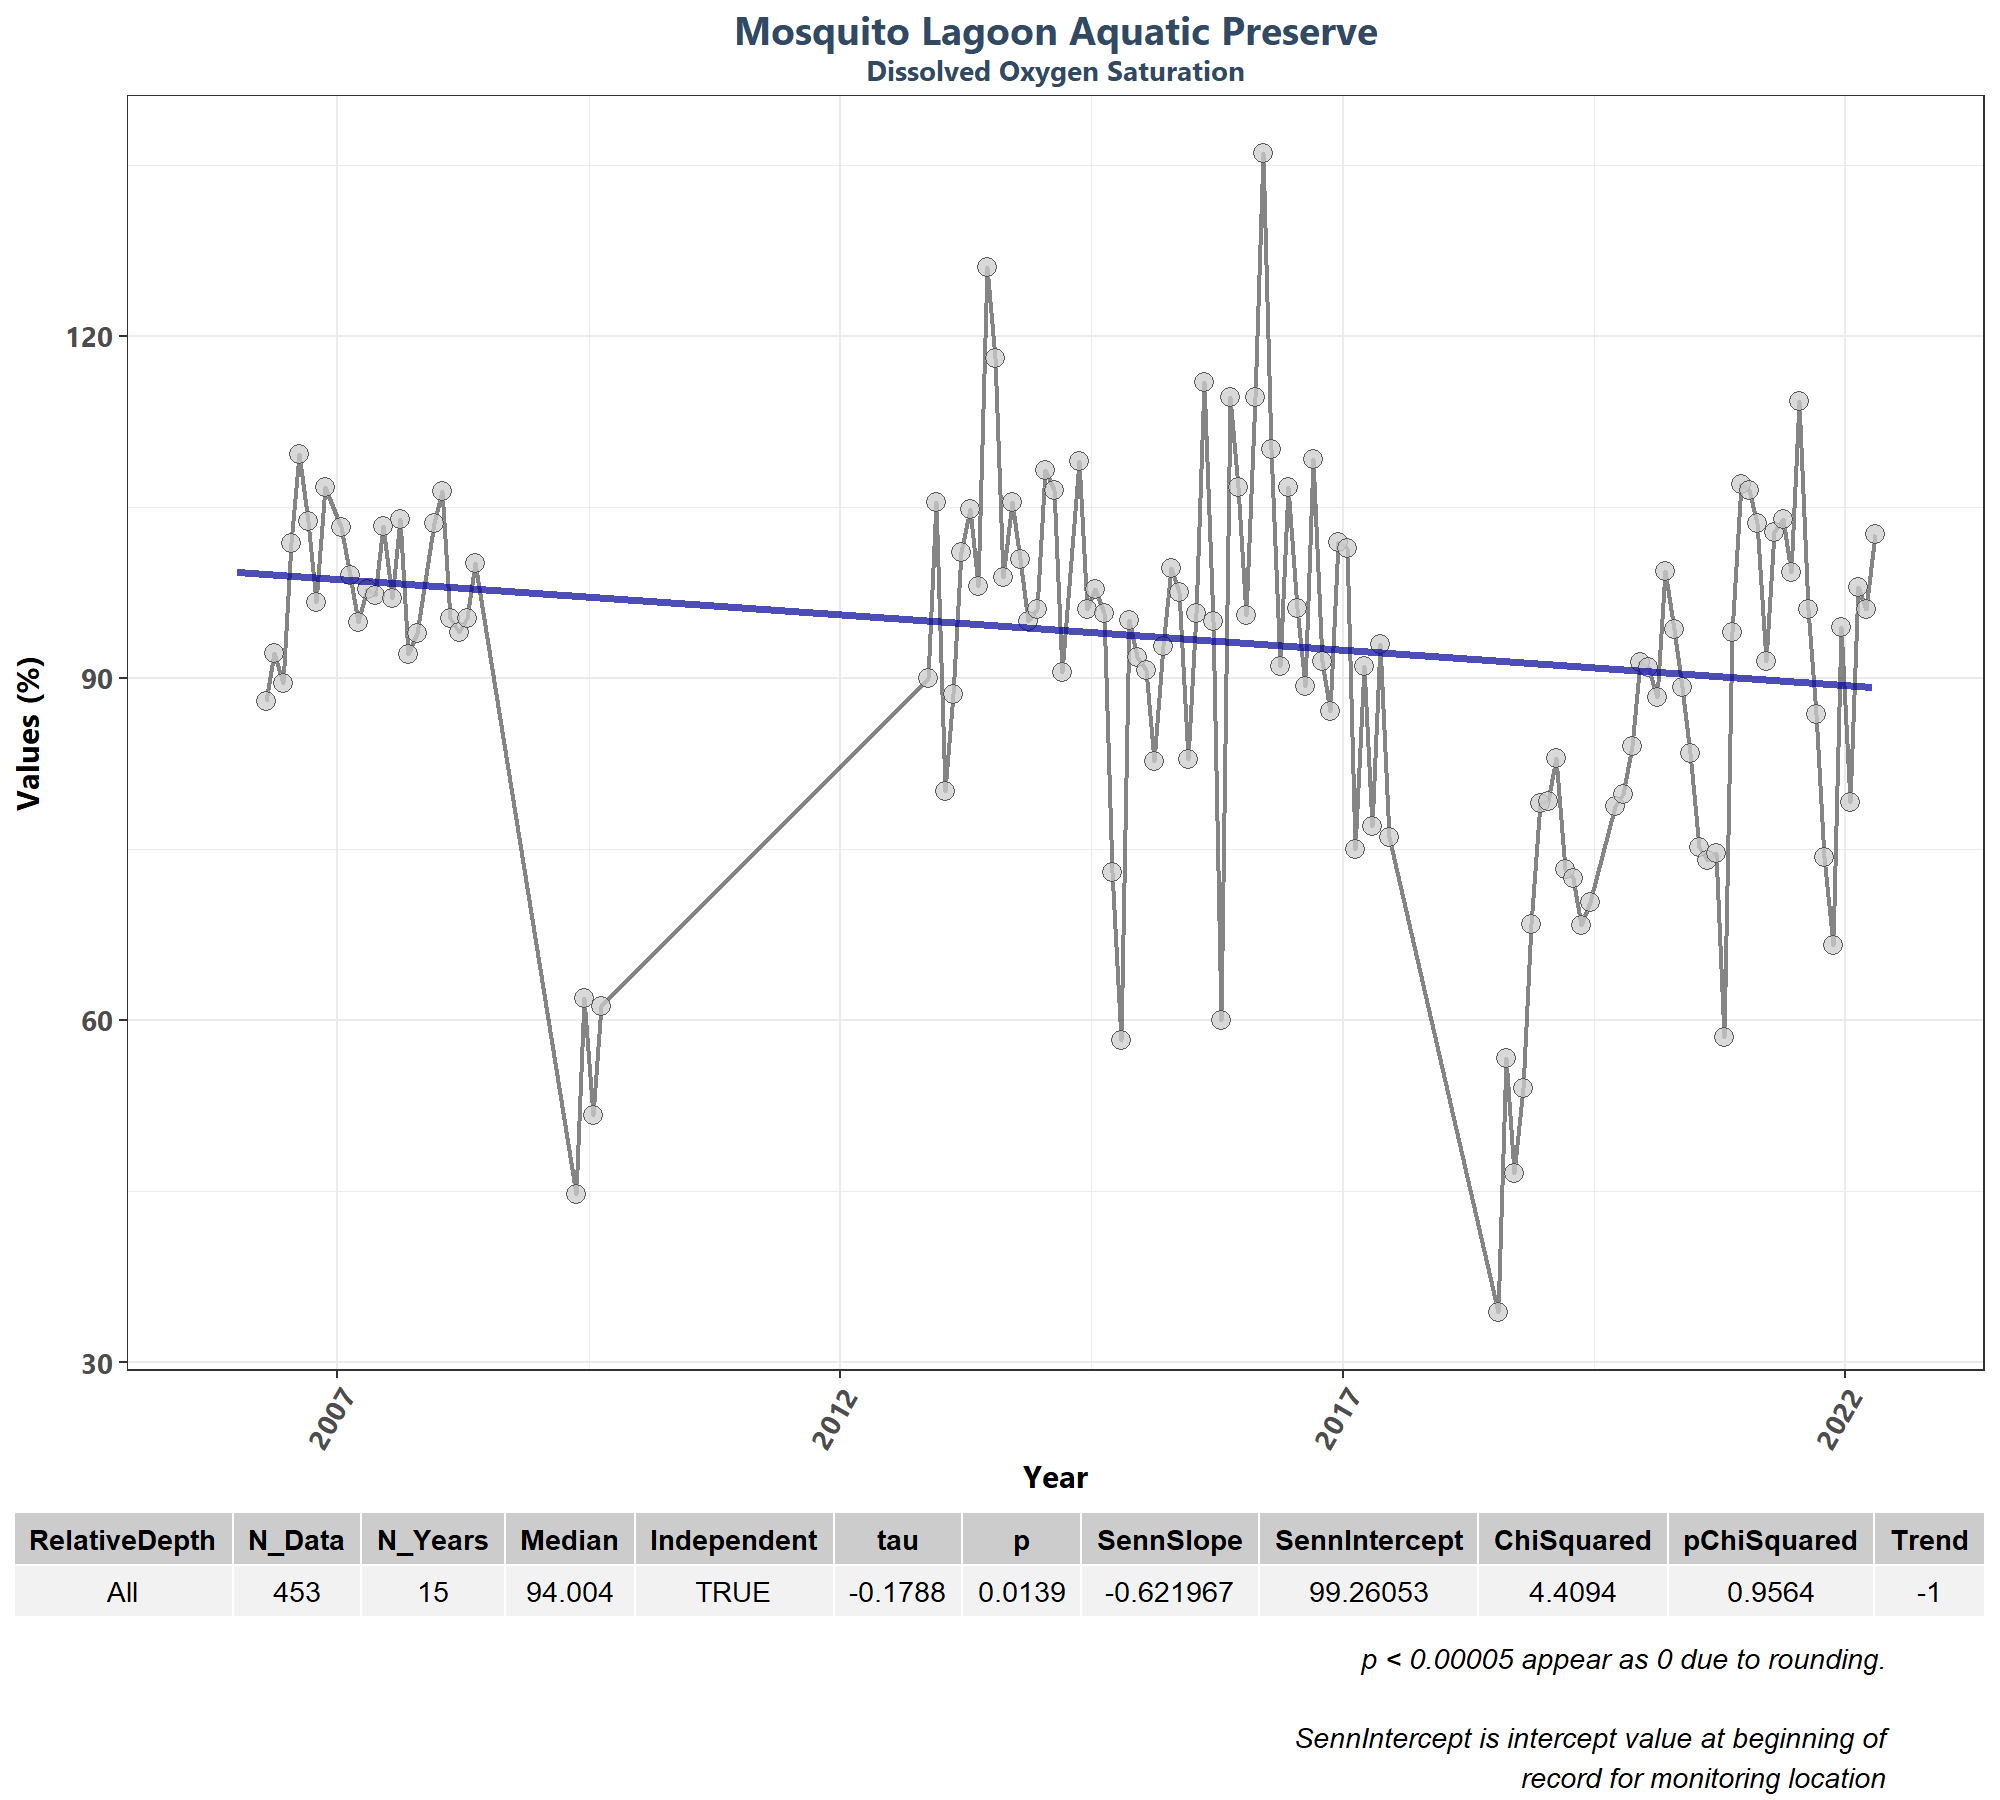 Mosquito Lagoon Aquatic Preserve
Dissolved Oxygen Saturation
120
90
60
30
Values (%)
2007
2012
2017
2022
Year
RelativeDepth N_Data N_Years Median Independent tau p SennSlope SennIntercept ChiSquared pChiSquared Trend
All 453 15 94.004 TRUE -0.1788 0.0139 -0.621967 99.26053 4.4094 0.9564 -1
p < 0.00005 appear as 0 due to rounding.
SennIntercept is intercept value at beginning of
record for monitoring location